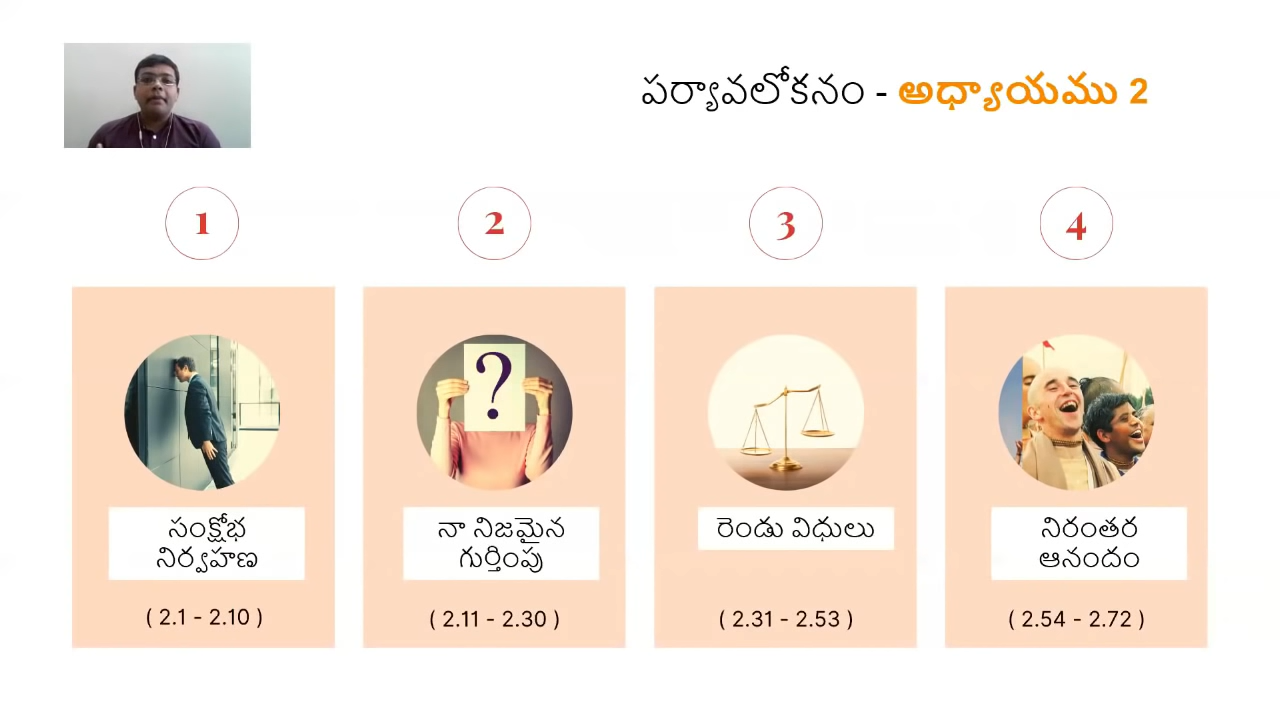 పర్యావలోకనం - అధ్యాయము 2
1
2
3
4
?
సంక్షోభ
నిర్వహణ
( 2.1 - 2.10 )
నా నిజమైన
గుర్తింపు
( 2.11 - 2.30 )
రెండు విధులు
( 2.31 - 2.53 )
నిరంతర
ఆనందం
( 2.54 - 2.72 )